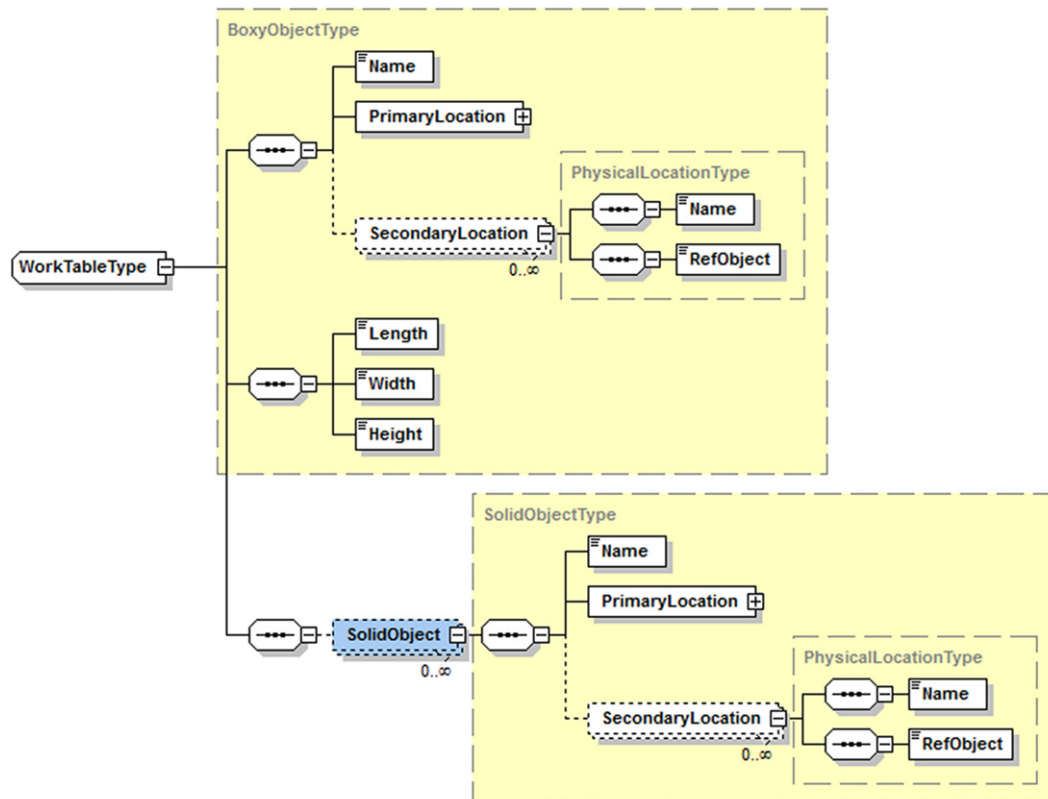 BoxyObjectType
Name
PrimaryLocation
PhysicalLocationType
Name
SecondaryLocation
0..∞
RefObject
WorkTableType
Length
Width
Height
SolidObjectType
Name
PrimaryLocation
SolidObject
0..∞
PhysicalLocationType
Name
SecondaryLocation
0..∞
RefObject